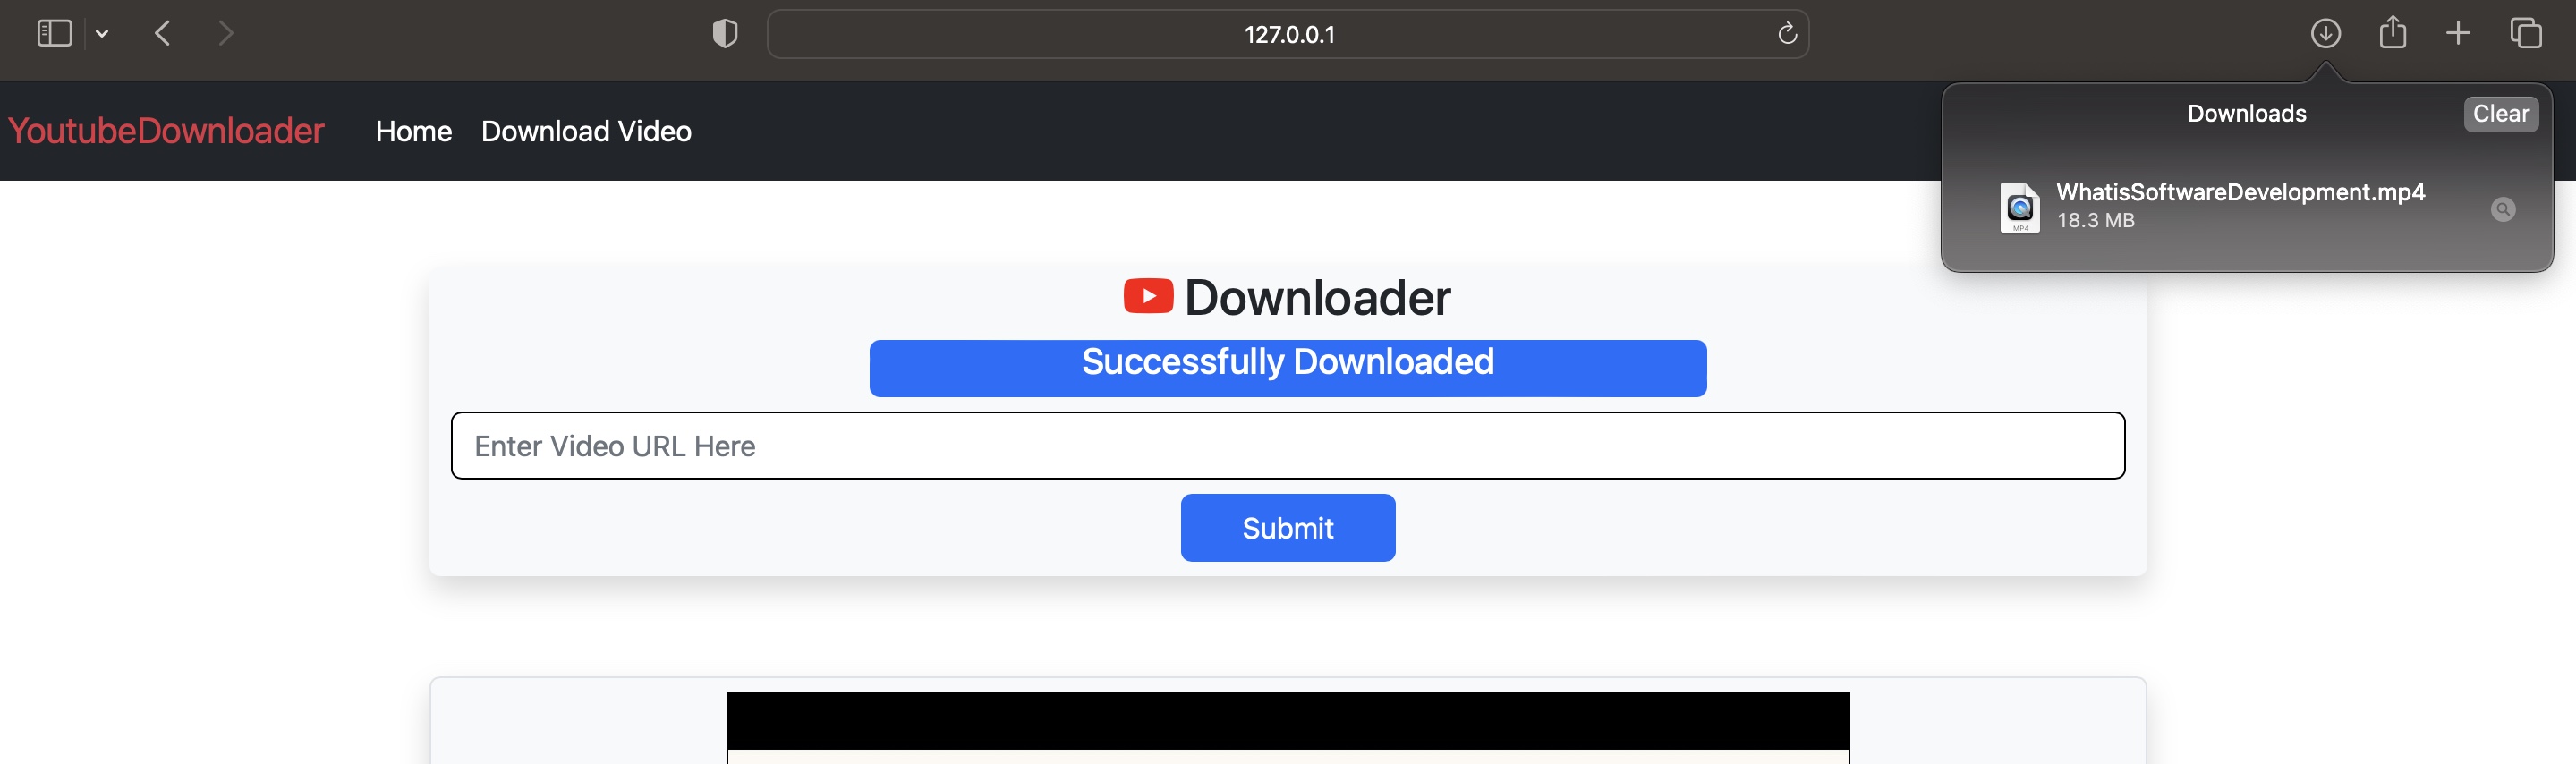 127.0.0.1
YoutubeDownloader Home Download Video
Downloads Clear
WhatisSoftwareDevelopment.mp4
18.3 MB
MP4
Downloader
Successfully Downloaded
Enter Video URL Here
Submit